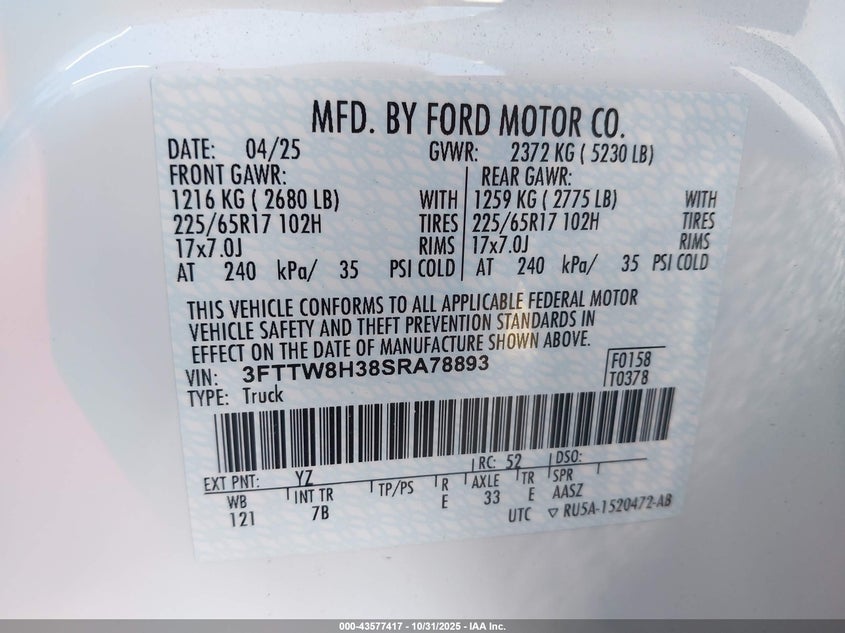 MFD. BY FORD MOTOR CO.
DATE: 04/25 GVWR: 2372 KG ( 5230 LB)
FRONT GAWR: REAR GAWR:
1216 KG ( 2680 LB) WITH 1259 KG ( 2775 LB) WITH
225/65R17 102H TIRES 225/65R17 102H TIRES
17x7.0J RIMS 17x7.0J RIMS
AT 240 kPa/ 35 PSI COLD AT 240 kPa/ 35 PSI COLD
THIS VEHICLE CONFORMS TO ALL APPLICABLE FEDERAL MOTOR
VEHICLE SAFETY AND THEFT PREVENTION STANDARDS IN
EFFECT ON THE DATE OF MANUFACTURE SHOWN ABOVE.
VIN: 3FTTW8H38SRA78893 F0158
TYPE: Truck T0378
EXT PNT: YZ RC: 52 DSO:
WB INT TR TP/PS R AXLE TR SPR
121 7B E 33 E AASZ
UTC ▽ RU5A-1520472-AB
000-43577417 - 10/31/2025 - IAA Inc.